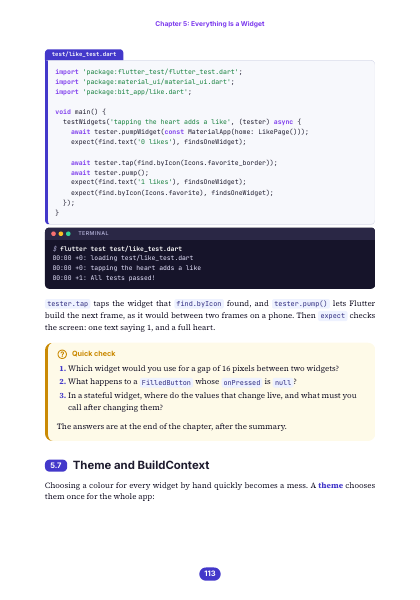 Chapter 5: Everything Is a Widget
test/like_test.dart
import 'package:flutter_test/flutter_test.dart';
import 'package:material_ui/material_ui.dart';
import 'package:bit_app/like.dart';
void main() {
testWidgets('tapping the heart adds a like', (tester) async {
await tester.pumpWidget(const MaterialApp(home: LikePage()));
expect(find.text('0 likes'), findsOneWidget);
await tester.tap(find.byIcon(Icons.favorite_border));
await tester.pump();
expect(find.text('1 likes'), findsOneWidget);
expect(find.byIcon(Icons.favorite), findsOneWidget);
});
}
TERMINAL
$ flutter test test/like_test.dart
00:00 +0: loading test/like_test.dart
00:00 +0: tapping the heart adds a like
00:00 +1: All tests passed!
tester.tap taps the widget that find.byIcon found, and tester.pump() lets Flutter
build the next frame, as it would between two frames on a phone. Then expect checks
the screen: one text saying 1, and a full heart.
Quick check
1. Which widget would you use for a gap of 16 pixels between two widgets?
2. What happens to a FilledButton whose onPressed is null?
3. In a stateful widget, where do the values that change live, and what must you
call after changing them?
The answers are at the end of the chapter, after the summary.
5.7 Theme and BuildContext
Choosing a colour for every widget by hand quickly becomes a mess. A theme chooses
them once for the whole app:
113